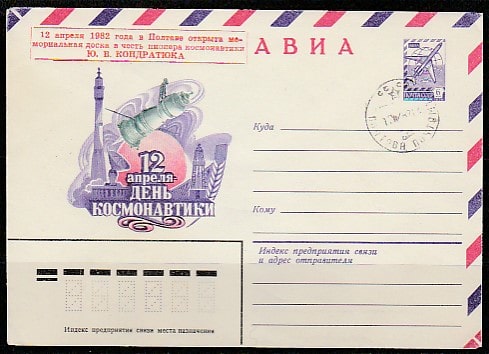 12 апреля 1982 года в Полтаве открыта ме-
мориальная доска в честь пионера космонавтики
Ю. В. КОНДРАТЮКА
АВИА
12
апреля-
ДЕНЬ
КОСМОНАВТИКИ
Куда
Кому
Индекс предприятия связи
и адрес отправителя
Индекс предприятия связи места назначения